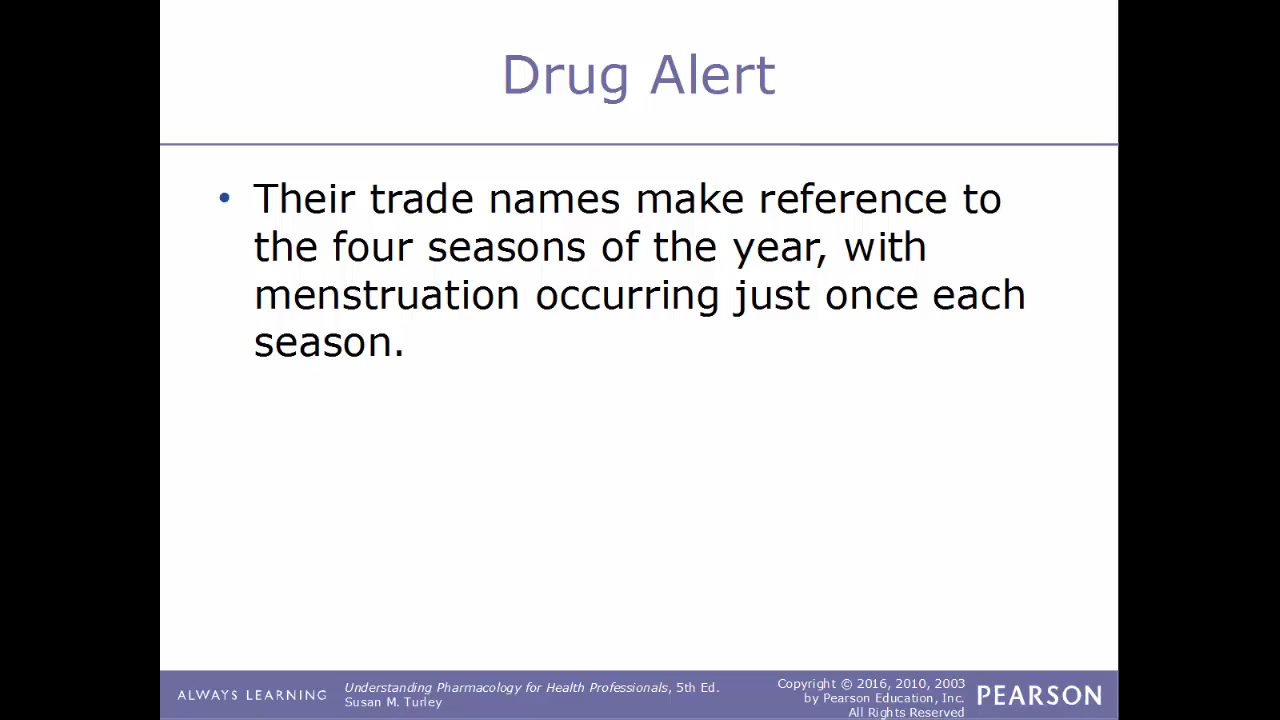 Drug Alert
• Their trade names make reference to
the four seasons of the year, with
menstruation occurring just once each
season.
ALWAYS LEARNING
Understanding Pharmacology for Health Professionals, 5th Ed.
Susan M. Turley
Copyright © 2016, 2010, 2003
by Pearson Education, Inc.
All Rights Reserved
PEARSON